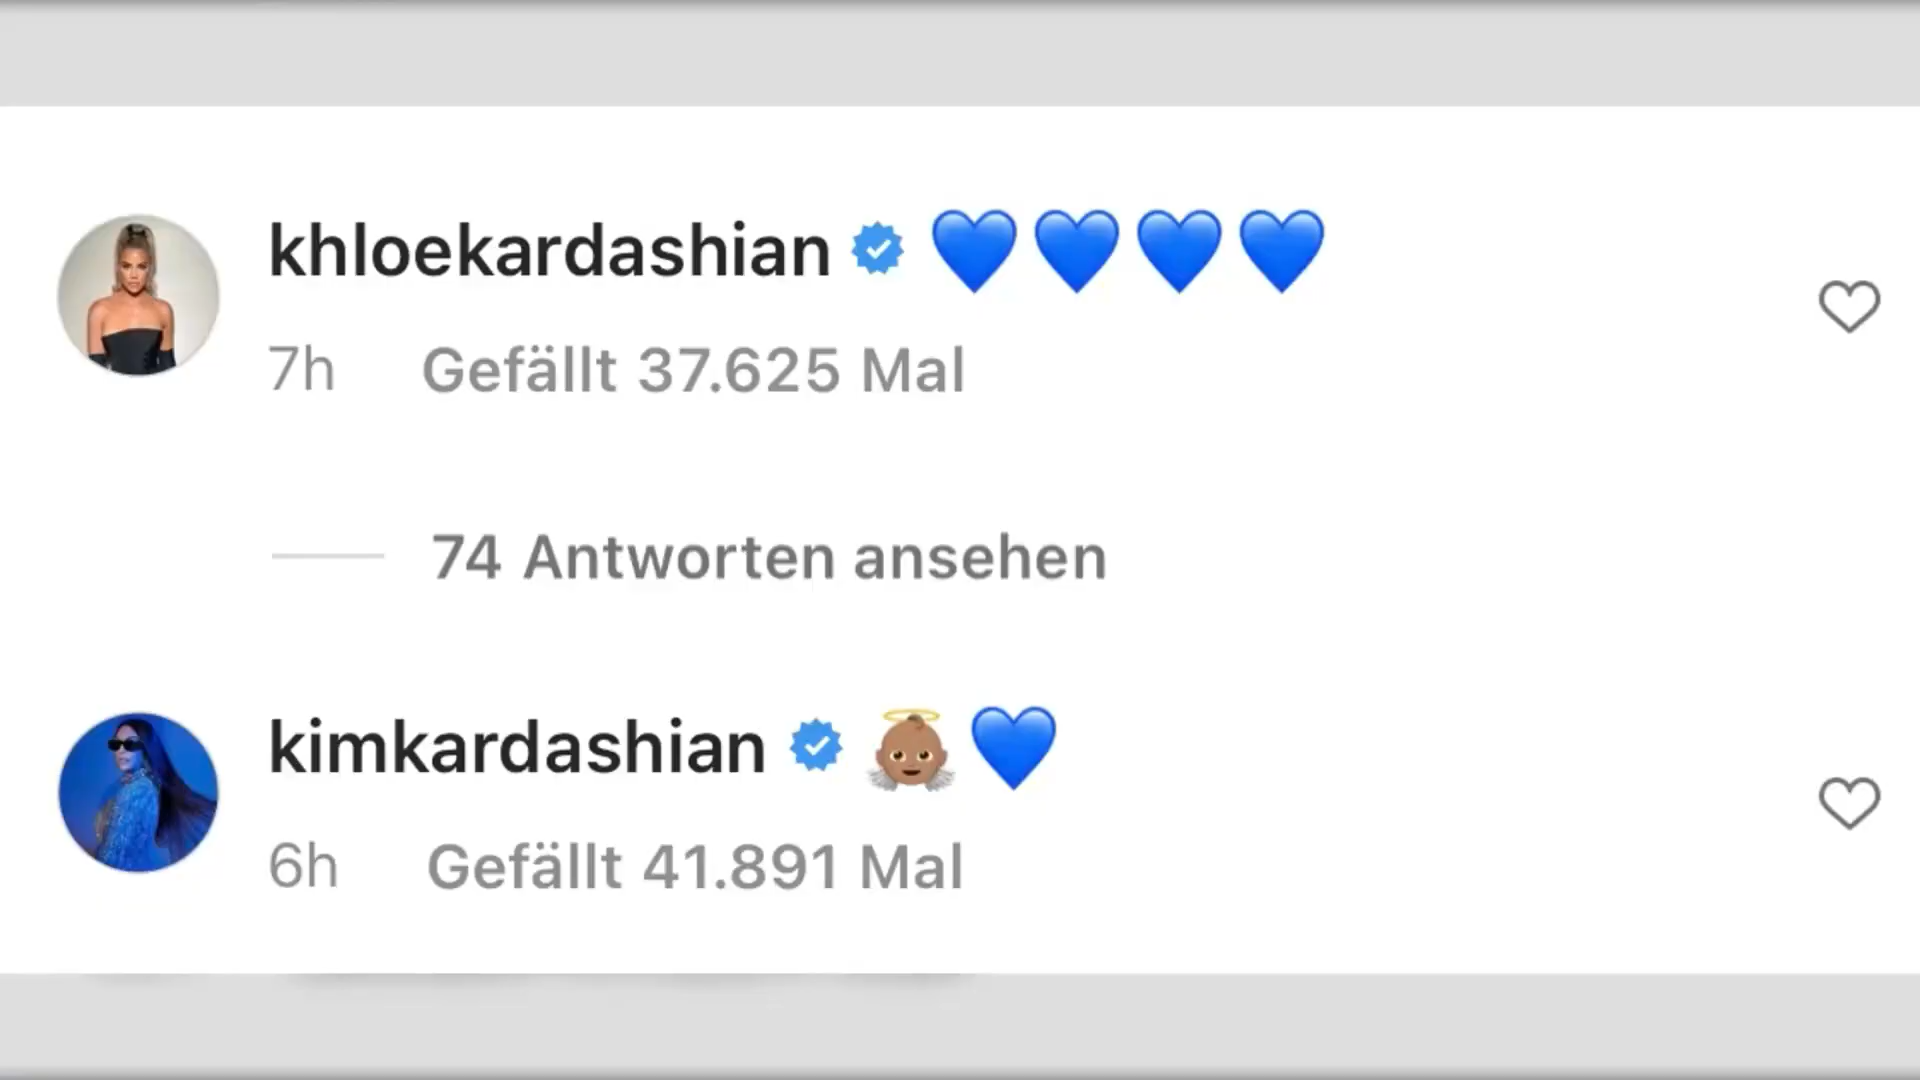 khloekardashian 💙💙💙💙
7h Gefällt 37.625 Mal
74 Antworten ansehen
kimkardashian 👼🏽💙
6h Gefällt 41.891 Mal